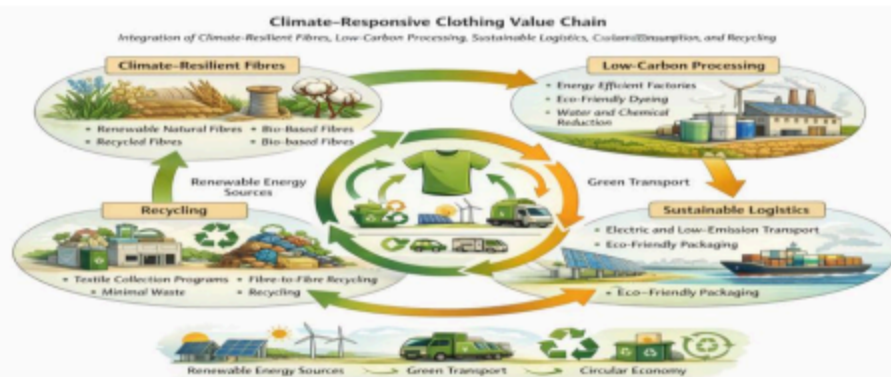 Climate–Responsive Clothing Value Chain
Integration of Climate-Resilient Fibres, Low-Carbon Processing, Sustainable Logistics, and Recycling
Climate–Resilient Fibres
• Renewable Natural Fibres
• Bio-Based Fibres
• Recycled Fibres
• Bio-based Fibres
Low-Carbon Processing
• Energy Efficient Factories
• Eco-Friendly Dyeing
• Water and Chemical
Reduction
Renewable Energy
Sources
Green Transport
Recycling
• Textile Collection Programs
• Fibre-to-Fibre Recycling
• Minimal Waste
• Recycling
Sustainable Logistics
• Electric and Low-Emission Transport
• Eco-Friendly Packaging
• Eco–Friendly Packaging
Renewable Energy Sources
Green Transport
Circular Economy